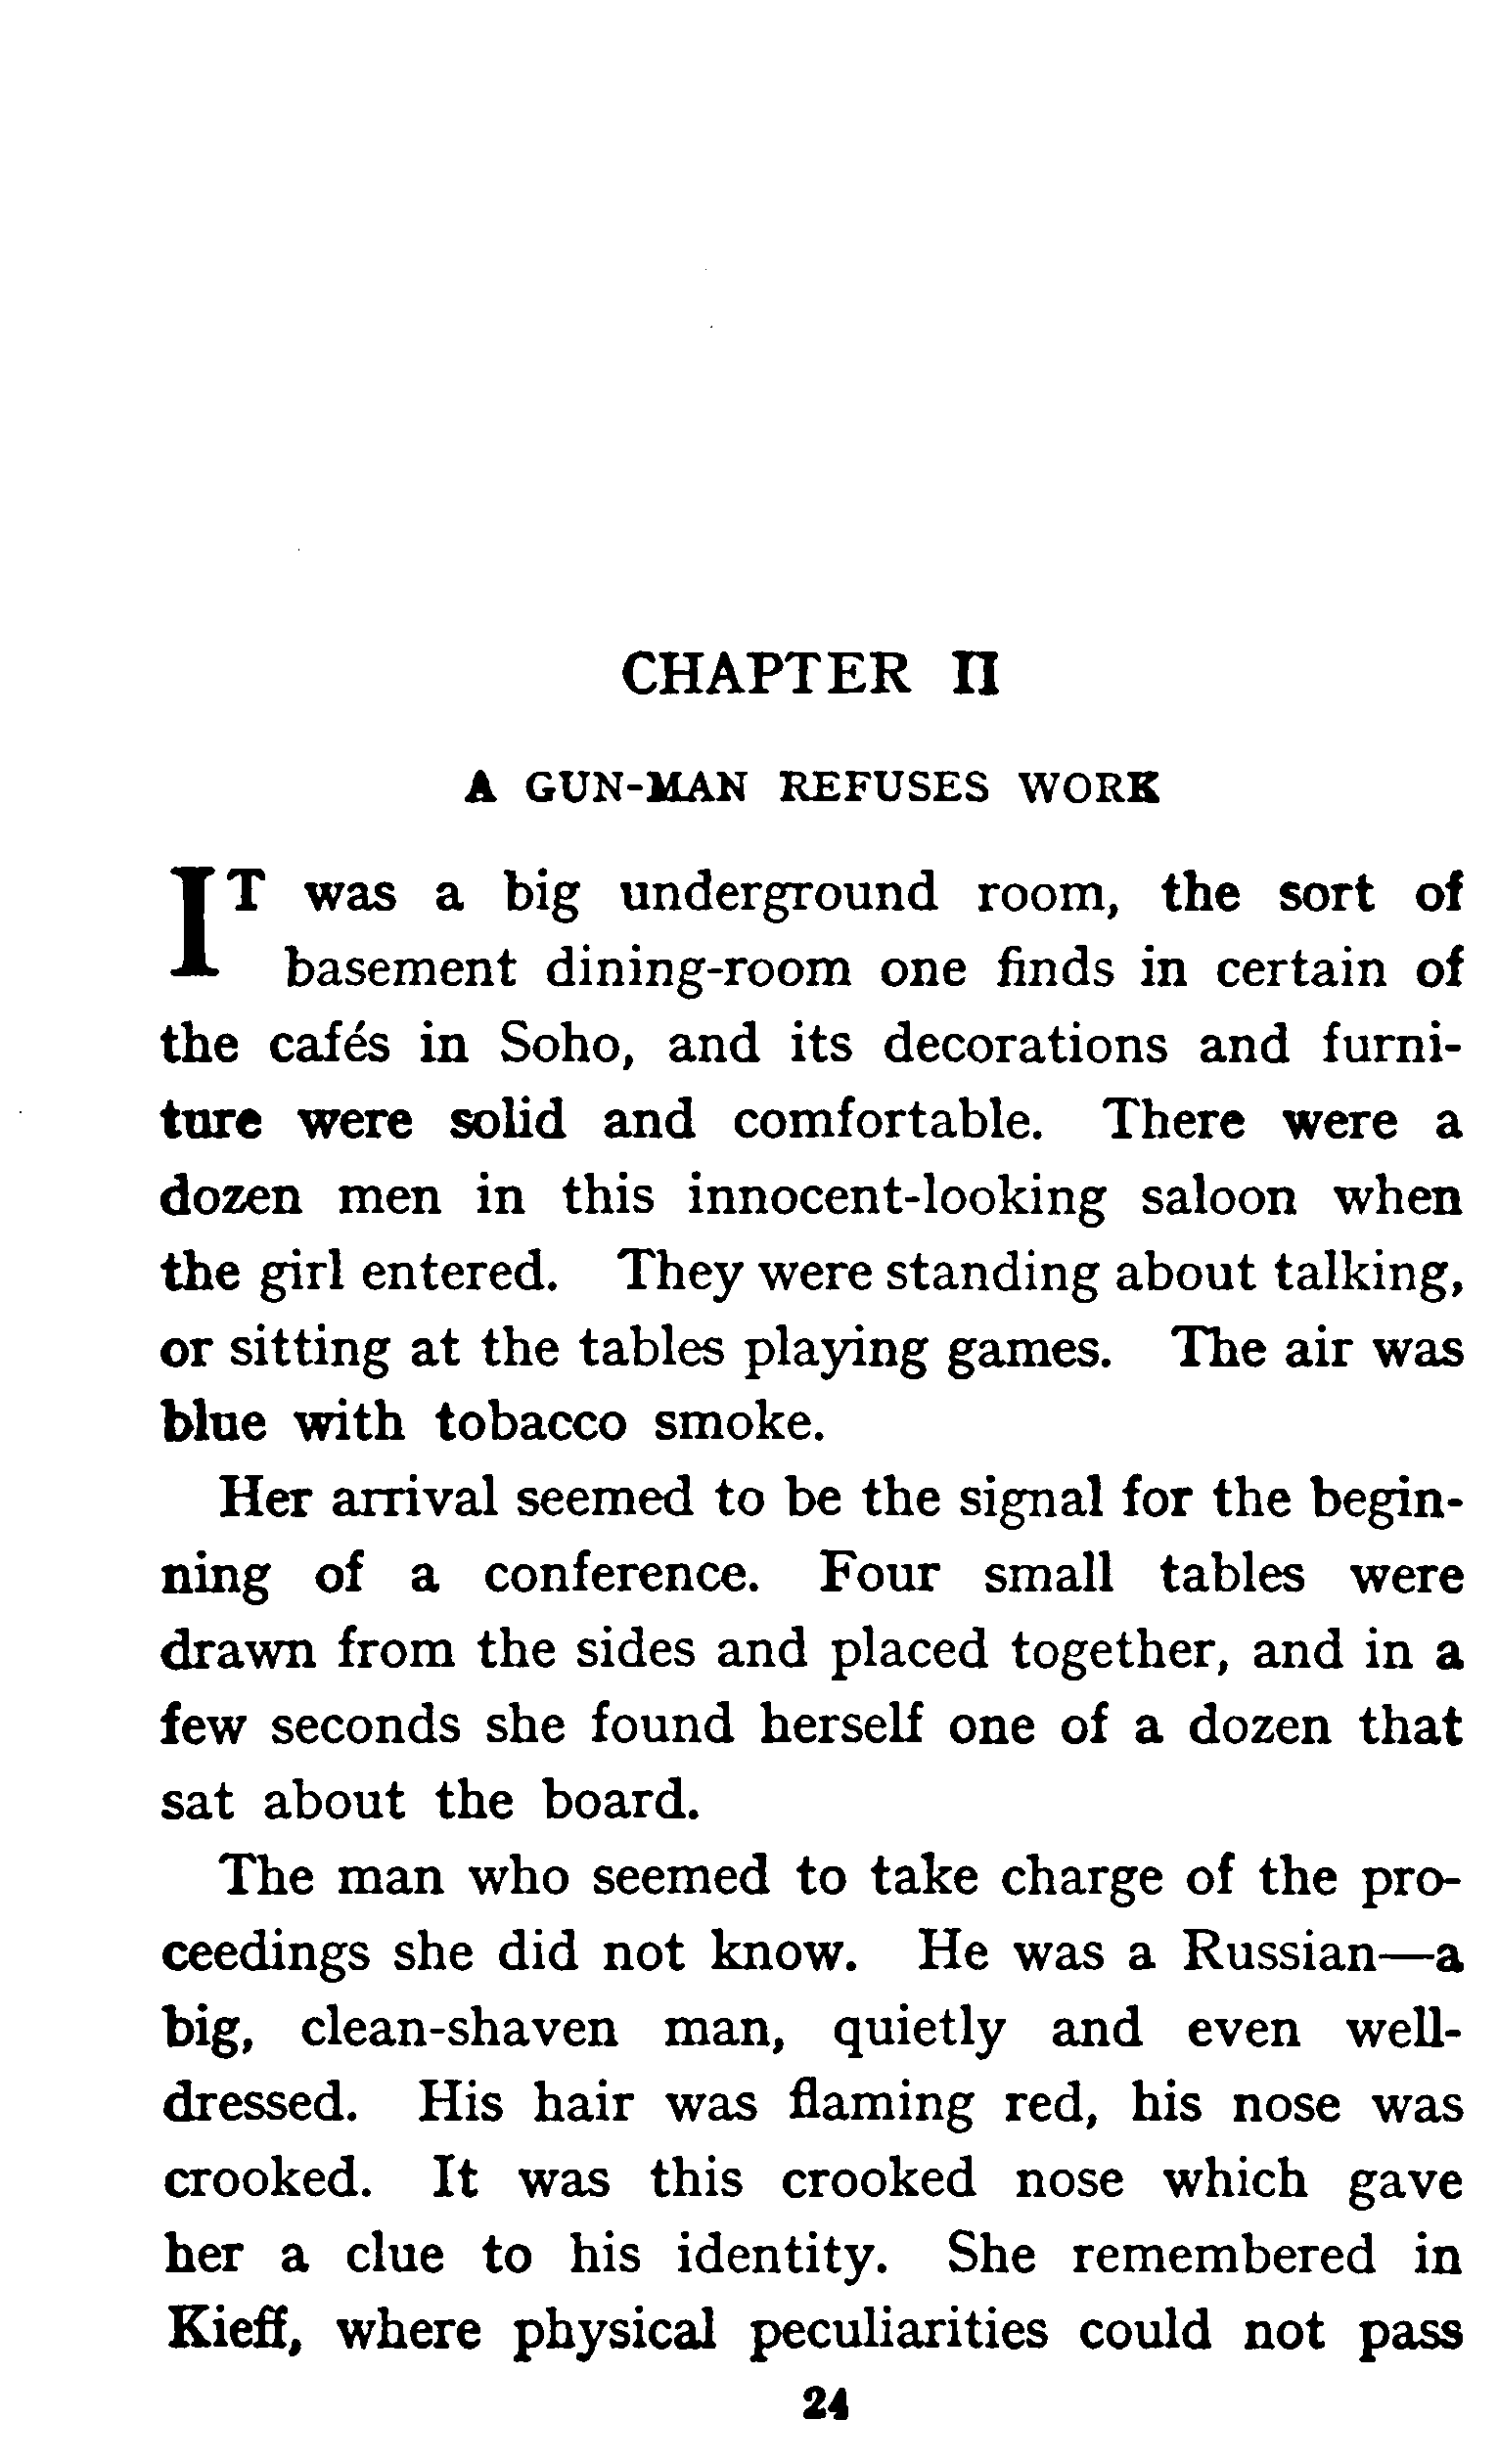 CHAPTER II
A GUN-MAN REFUSES WORK
IT was a big underground room, the sort of
basement dining-room one finds in certain of
the cafés in Soho, and its decorations and furni-
ture were solid and comfortable. There were a
dozen men in this innocent-looking saloon when
the girl entered. They were standing about talking,
or sitting at the tables playing games. The air was
blue with tobacco smoke.
Her arrival seemed to be the signal for the begin-
ning of a conference. Four small tables were
drawn from the sides and placed together, and in a
few seconds she found herself one of a dozen that
sat about the board.
The man who seemed to take charge of the pro-
ceedings she did not know. He was a Russian—a
big, clean-shaven man, quietly and even well-
dressed. His hair was flaming red, his nose was
crooked. It was this crooked nose which gave
her a clue to his identity. She remembered in
Kieff, where physical peculiarities could not pass
24